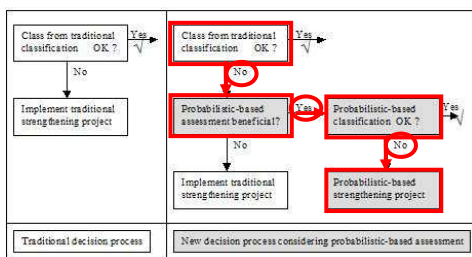 Class from traditional
classification OK ?
Yes
√
No
Implement traditional
strengthening project
Class from traditional
classification OK ?
Yes
√
No
Probabilistic-based
assessment beneficial?
Yes
Probabilistic-based
classification OK ?
Yes
√
No
No
Implement traditional
strengthening project
Probabilistic-based
strengthening project
Traditional decision process
New decision process considering probabilistic-based assessment